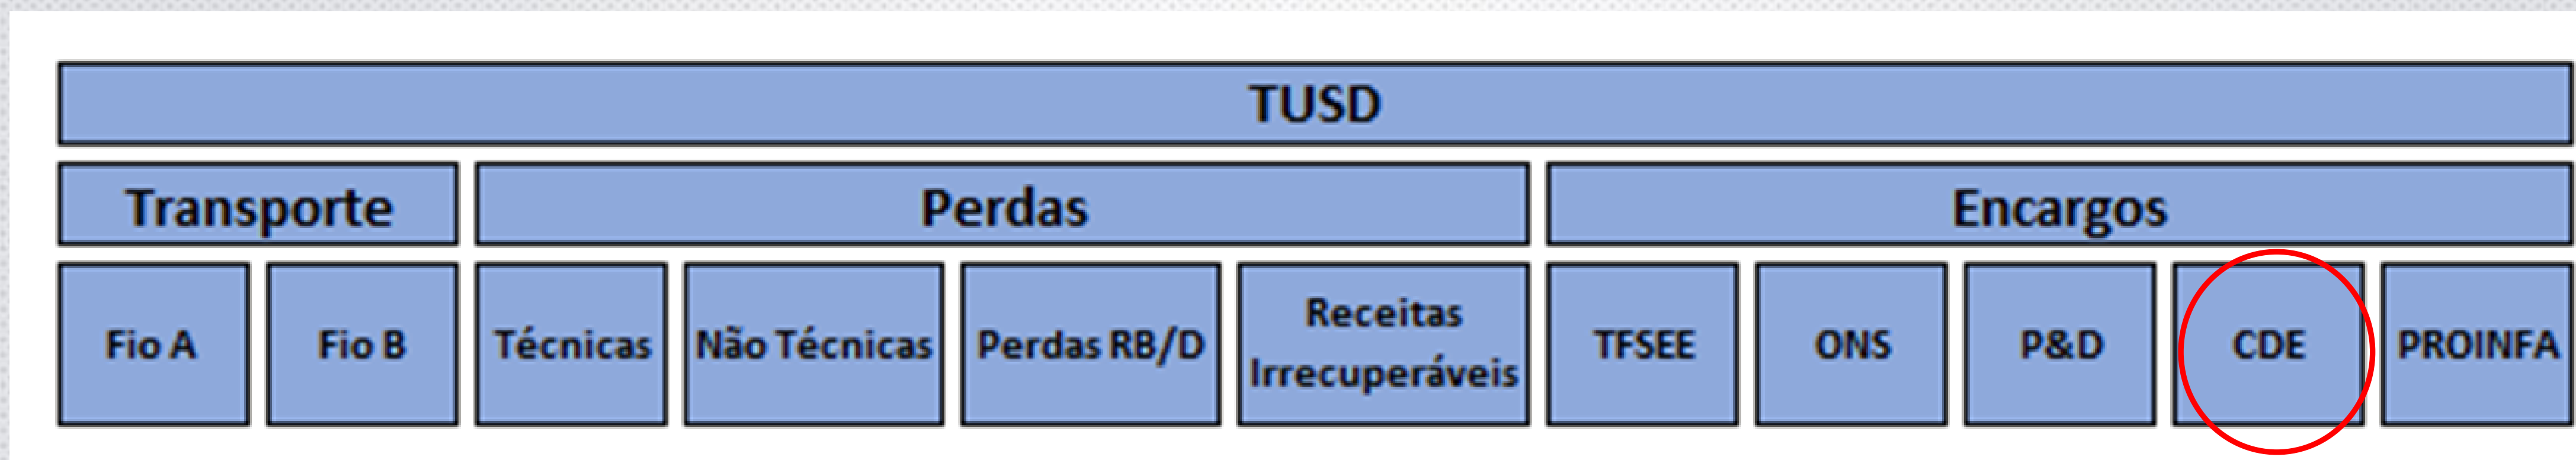 TUSD
Transporte
Perdas
Encargos
Fio A
Fio B
Técnicas
Não Técnicas
Perdas RB/D
Receitas
Irrecuperáveis
TFSEE
ONS
P&D
CDE
PROINFA